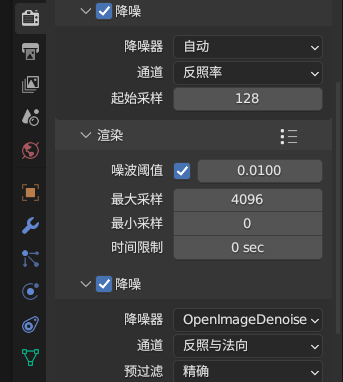 降噪
降噪器 自动
通道 反照率
起始采样 128
渲染
噪波阈值 0.0100
最大采样 4096
最小采样 0
时间限制 0 sec
降噪
降噪器 OpenImageDenoise
通道 反照与法向
预过滤 精确